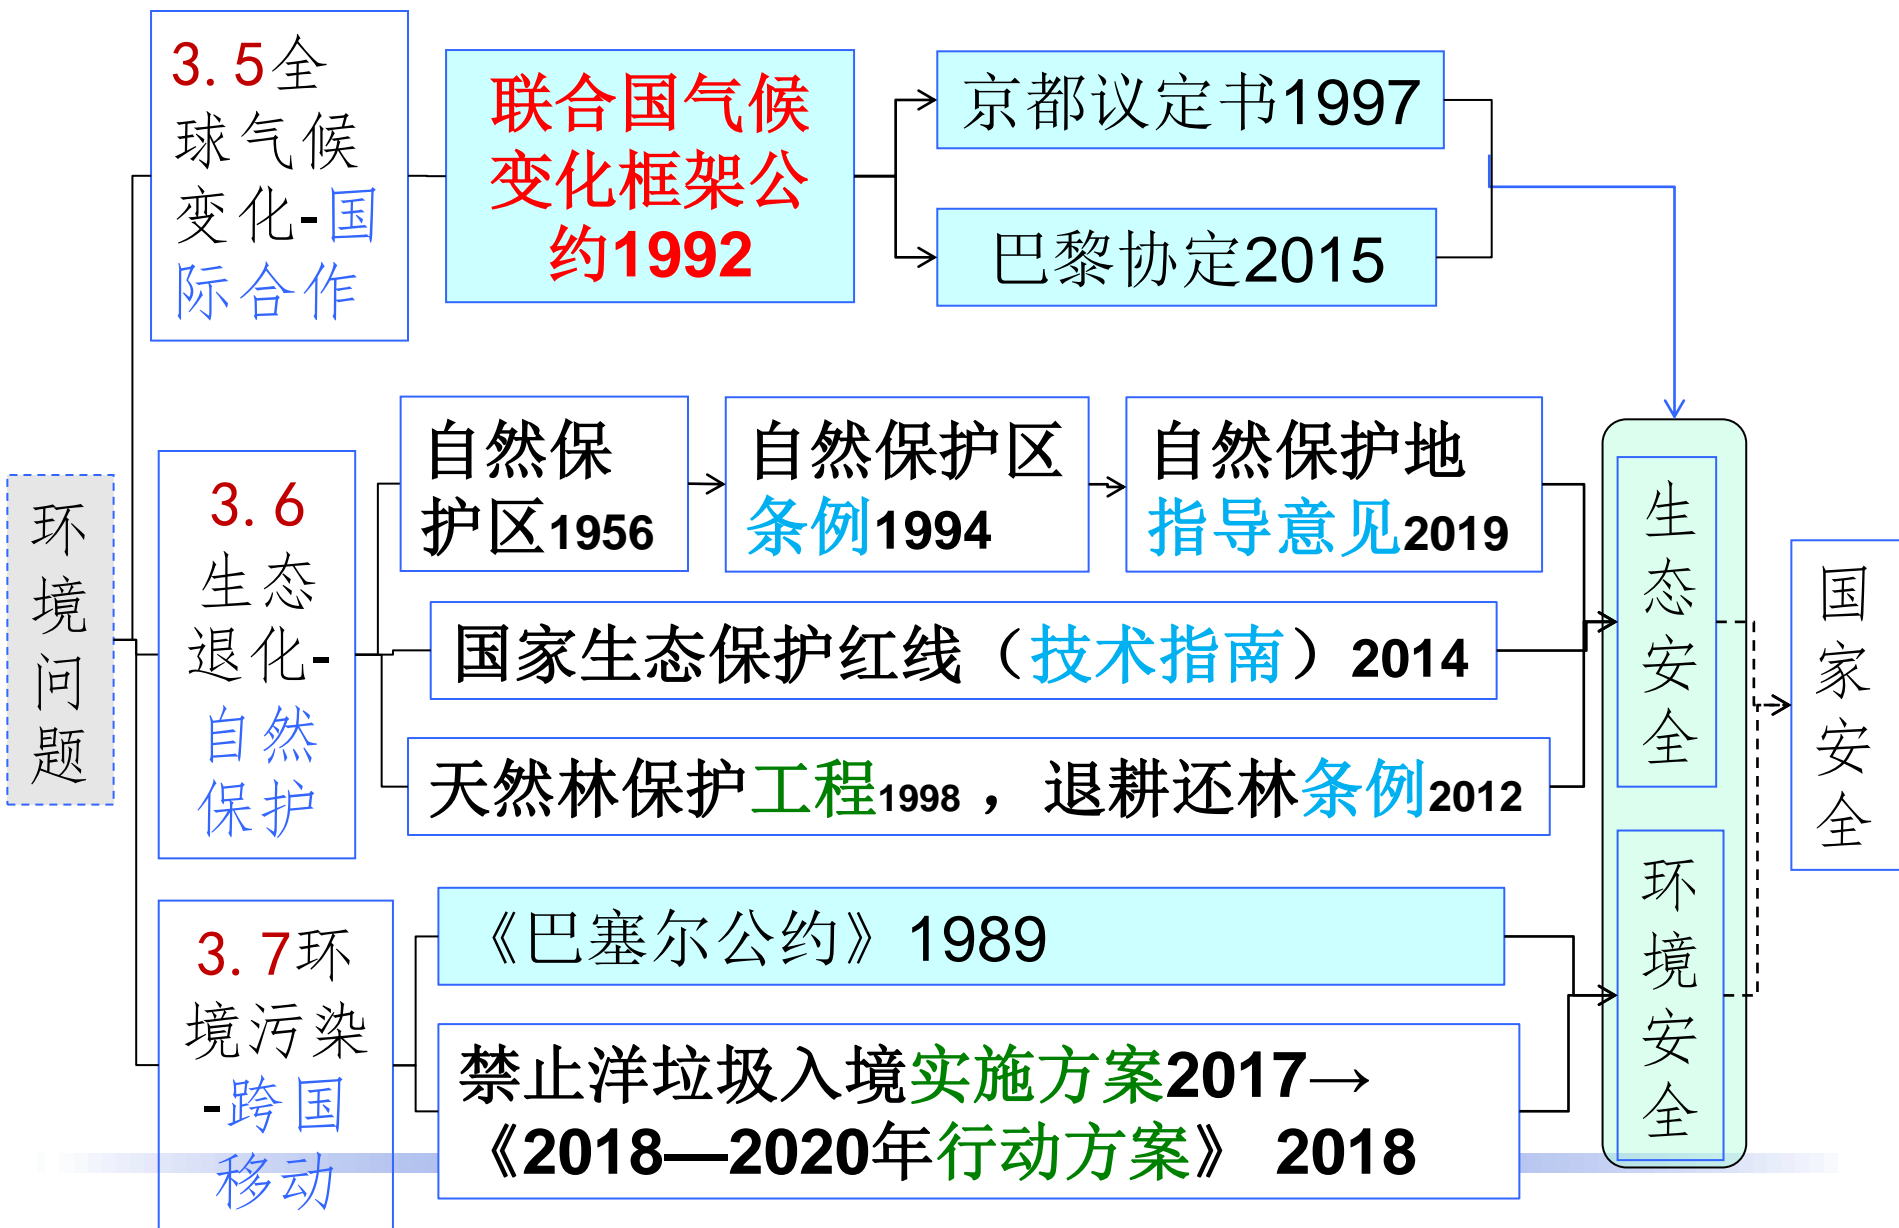 3.5全
球气候
变化-国
际合作
联合国气候
变化框架公
约1992
京都议定书1997
巴黎协定2015
环
境
问
题
3.6
生态
退化-
自然
保护
自然保
护区1956
自然保护区
条例1994
自然保护地
指导意见2019
国家生态保护红线（技术指南）2014
天然林保护工程1998，退耕还林条例2012
3.7环
境污染
-跨国
移动
《巴塞尔公约》1989
禁止洋垃圾入境实施方案2017→
《2018—2020年行动方案》 2018
生
态
安
全
环
境
安
全
国
家
安
全